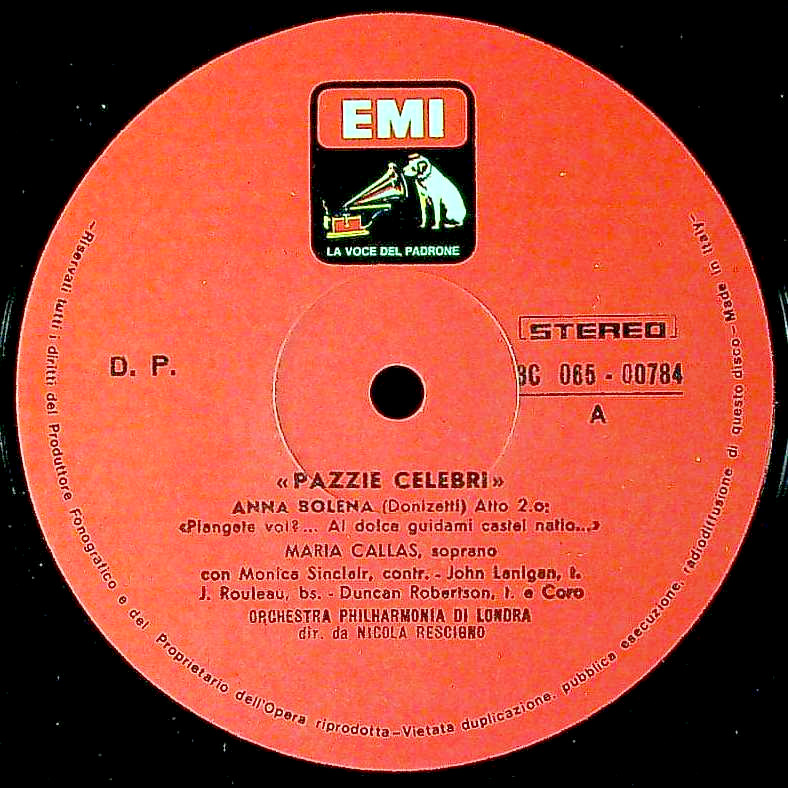 EMI
LA VOCE DEL PADRONE
STEREO
D. P.
3C 065 - 00784
A
«PAZZIE CELEBRI»
ANNA BOLENA (Donizetti) Atto 2.o:
«Piangete voi?... Al dolce guidami castel natio...»
MARIA CALLAS, soprano
con Monica Sinclair, contr. - John Lanigan, t.
J. Rouleau, bs. - Duncan Robertson, t. e Coro
ORCHESTRA PHILHARMONIA DI LONDRA
dir. da NICOLA RESCIGNO
-Riservati tutti i diritti del Produttore Fonografico e del Proprietario dell'Opera riprodotta-Vietata duplicazione, pubblica esecuzione, radiodiffusione di questo disco-Made in Italy-